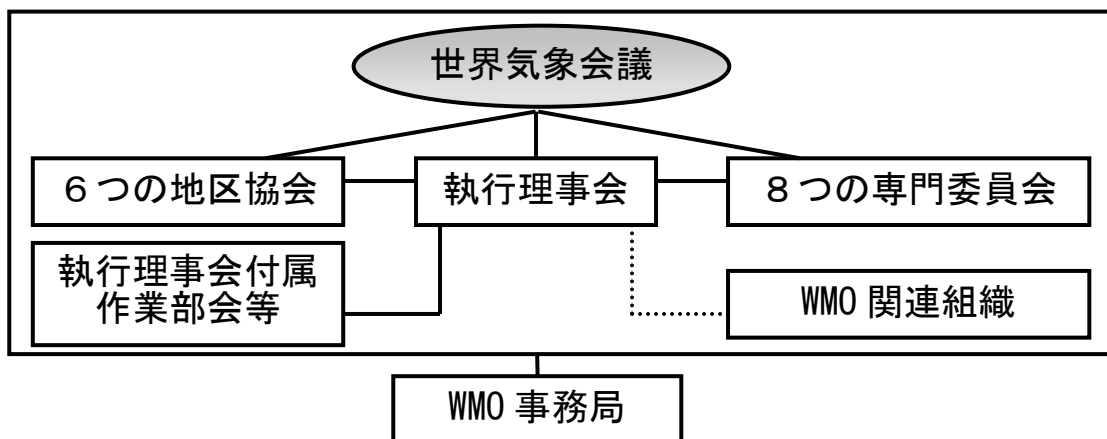 世界気象会議
６つの地区協会
執行理事会
８つの専門委員会
執行理事会付属
作業部会等
WMO 関連組織
WMO 事務局